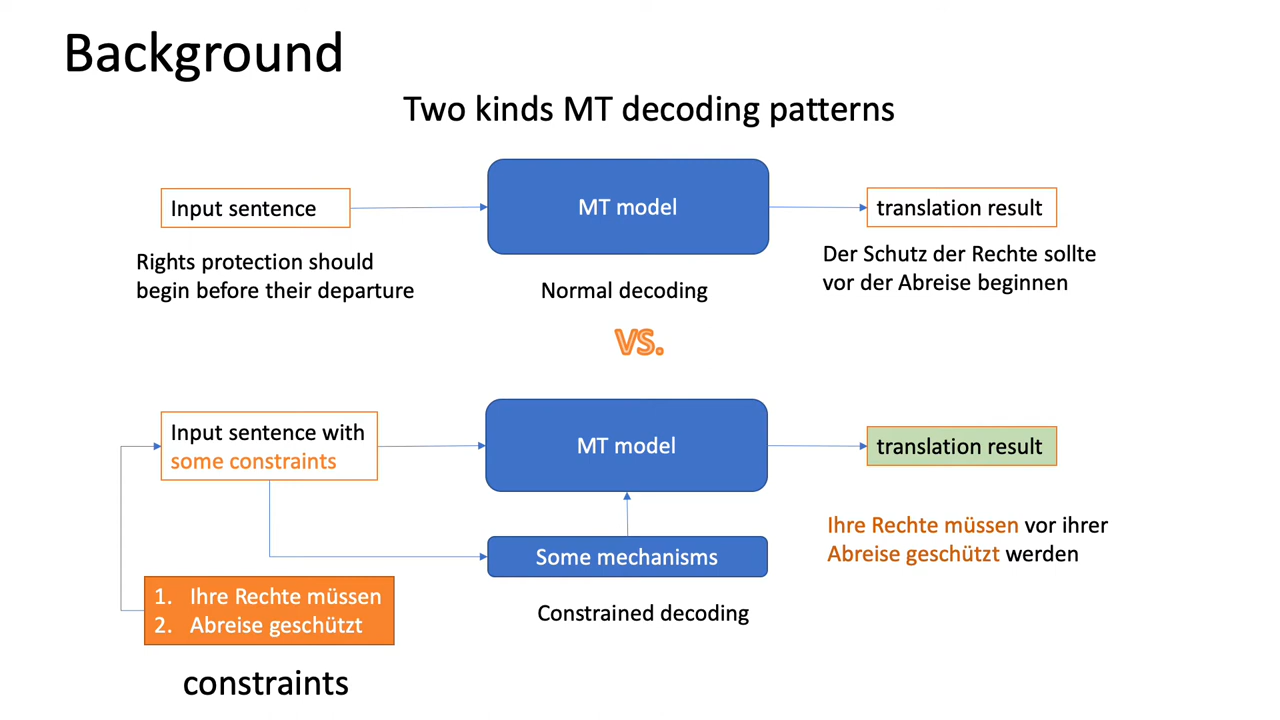 Background
Two kinds MT decoding patterns
Input sentence
MT model
translation result
Rights protection should
begin before their departure
Normal decoding
Der Schutz der Rechte sollte
vor der Abreise beginnen
VS.
Input sentence with
some constraints
MT model
translation result
Some mechanisms
Constrained decoding
Ihre Rechte müssen vor ihrer
Abreise geschützt werden
1. Ihre Rechte müssen
2. Abreise geschützt
constraints